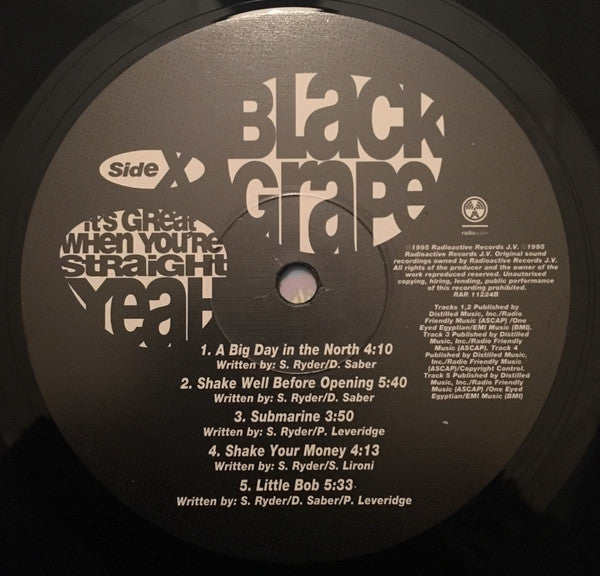 BLack
GRaPe
Side X
it's GReat
WHeN YOU'Re
StRaiGHt
Yeah
radioactive
℗1995 Radioactive Records J.V. ©1995
Radioactive Records J.V. Original sound
recordings owned by Radioactive Records J.V.
All rights of the producer and the owner of the
work reproduced reserved. Unauthorised
copying, hiring, lending, public performance
of this recording prohibited.
RAR 11224B
Tracks 1,2 Published by
Distilled Music, Inc./Radio
Friendly Music (ASCAP) /One
Eyed Egyptian/EMI Music (BMI).
Track 3 Published by Distilled
Music, Inc./Radio Friendly
Music (ASCAP). Track 4
Published by Distilled Music,
Inc./Radio Friendly Music
(ASCAP)/Copyright Control.
Track 5 Published by Distilled
Music, Inc./Radio Friendly
Music (ASCAP)/One Eyed
Egyptian/EMI Music (BMI)
1. A Big Day in the North 4:10
Written by: S. Ryder/D. Saber
2. Shake Well Before Opening 5:40
Written by: S. Ryder/D. Saber
3. Submarine 3:50
Written by: S. Ryder/P. Leveridge
4. Shake Your Money 4:13
Written by: S. Ryder/S. Lironi
5. Little Bob 5:33
Written by: S. Ryder/D. Saber/P. Leveridge